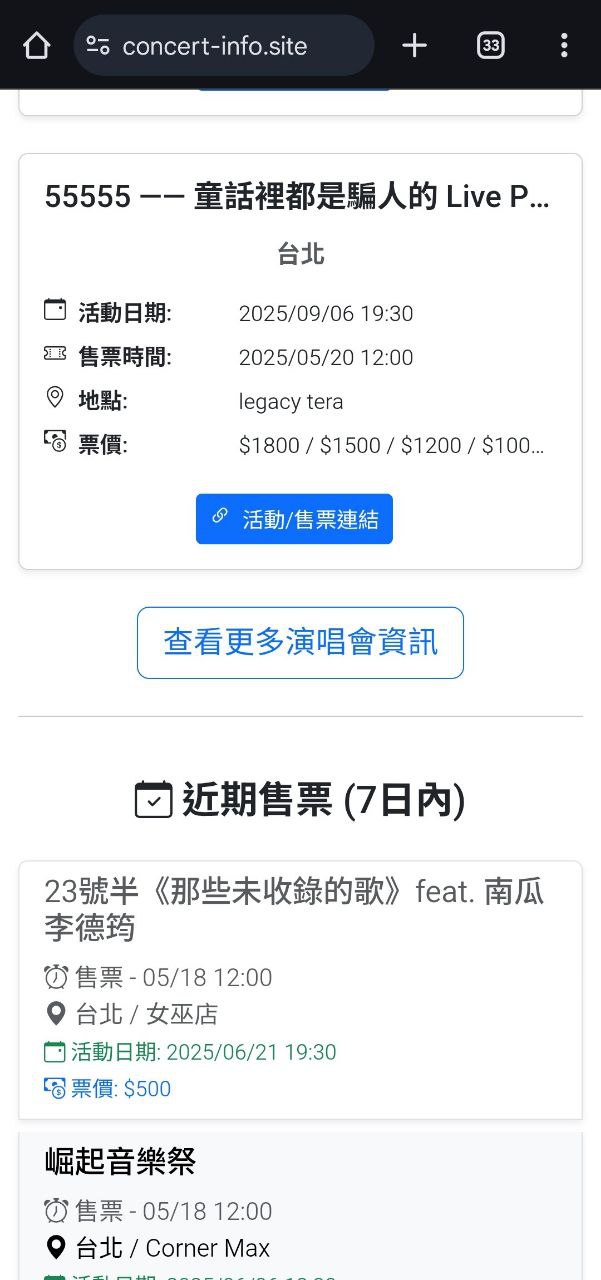 concert-info.site
33
55555 —— 童話裡都是騙人的 Live P...
台北
活動日期: 2025/09/06 19:30
售票時間: 2025/05/20 12:00
地點: legacy tera
票價: $1800 / $1500 / $1200 / $100...
活動/售票連結
查看更多演唱會資訊
近期售票 (7日內)
23號半《那些未收錄的歌》feat. 南瓜
李德筠
售票 - 05/18 12:00
台北 / 女巫店
活動日期: 2025/06/21 19:30
票價: $500
崛起音樂祭
售票 - 05/18 12:00
台北 / Corner Max